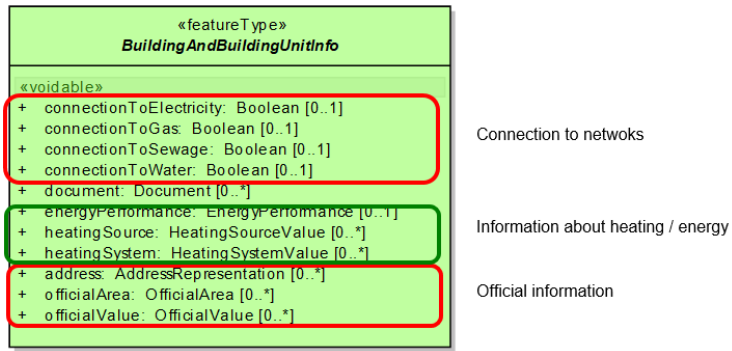 «featureType»
BuildingAndBuildingUnitInfo
«voidable»
+ connectionToElectricity: Boolean [0..1]
+ connectionToGas: Boolean [0..1]
+ connectionToSewage: Boolean [0..1]
+ connectionToWater: Boolean [0..1]
+ document: Document [0..*]
+ energyPerformance: EnergyPerformance [0..1]
+ heatingSource: HeatingSourceValue [0..*]
+ heatingSystem: HeatingSystemValue [0..*]
+ address: AddressRepresentation [0..*]
+ officialArea: OfficialArea [0..*]
+ officialValue: OfficialValue [0..*]
Connection to netwoks
Information about heating / energy
Official information